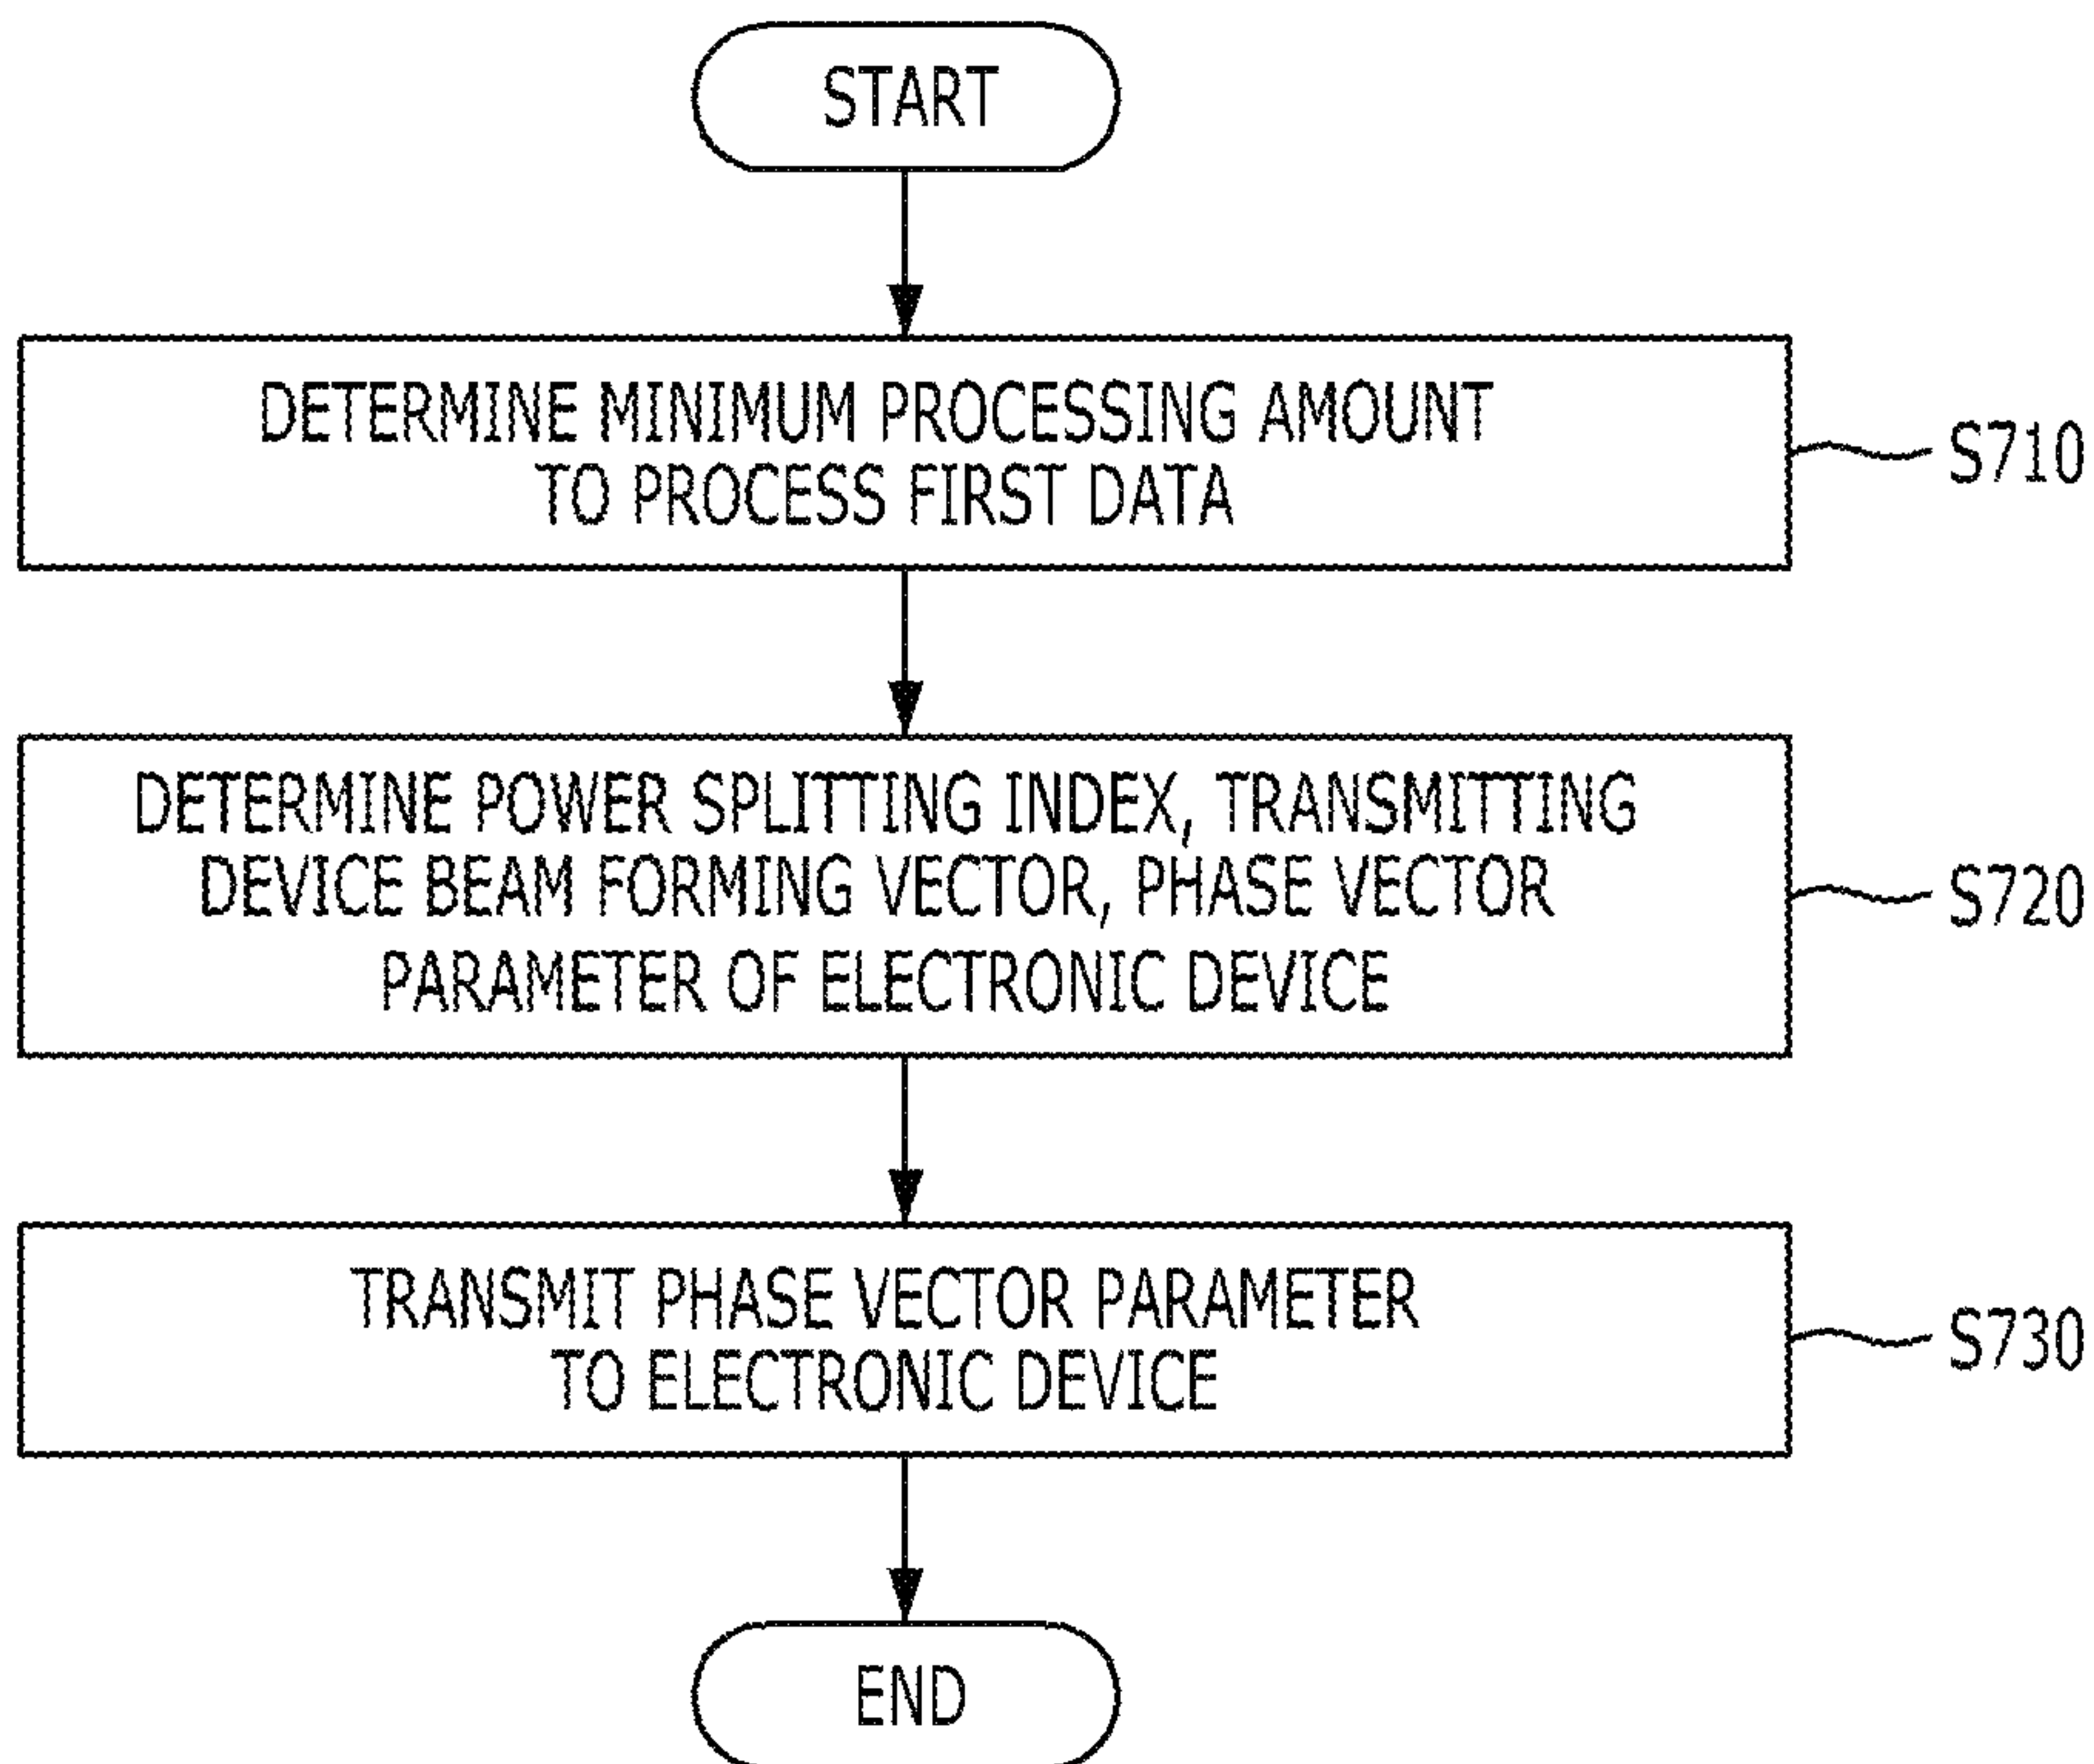 START
DETERMINE MINIMUM PROCESSING AMOUNT
TO PROCESS FIRST DATA
S710
DETERMINE POWER SPLITTING INDEX, TRANSMITTING
DEVICE BEAM FORMING VECTOR, PHASE VECTOR
PARAMETER OF ELECTRONIC DEVICE
S720
TRANSMIT PHASE VECTOR PARAMETER
TO ELECTRONIC DEVICE
S730
END